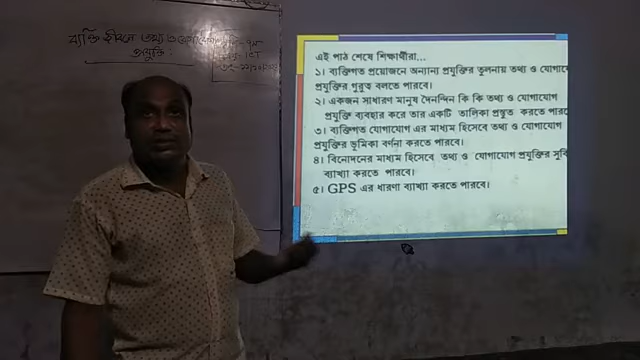 ব্যক্তি জীবনে তথ্য ও যোগাযোগ
প্রযুক্তি :
এই পাঠ শেষে শিক্ষার্থীরা...
১। ব্যক্তিগত প্রয়োজনে অন্যান্য প্রযুক্তির তুলনায় তথ্য ও যোগাযো
প্রযুক্তির গুরুত্ব বলতে পারবে।
২। একজন সাধারণ মানুষ দৈনন্দিন কি কি তথ্য ও যোগাযোগ
প্রযুক্তি ব্যবহার করে তার একটি তালিকা প্রস্তুত করতে পারবে
৩। ব্যক্তিগত যোগাযোগ এর মাধ্যম হিসেবে তথ্য ও যোগাযোগ
প্রযুক্তির ভূমিকা বর্ণনা করতে পারবে।
৪। বিনোদনের মাধ্যম হিসেবে তথ্য ও যোগাযোগ প্রযুক্তির সুবি
ব্যাখ্যা করতে পারবে।
৫। GPS এর ধারণা ব্যাখ্যা করতে পারবে।